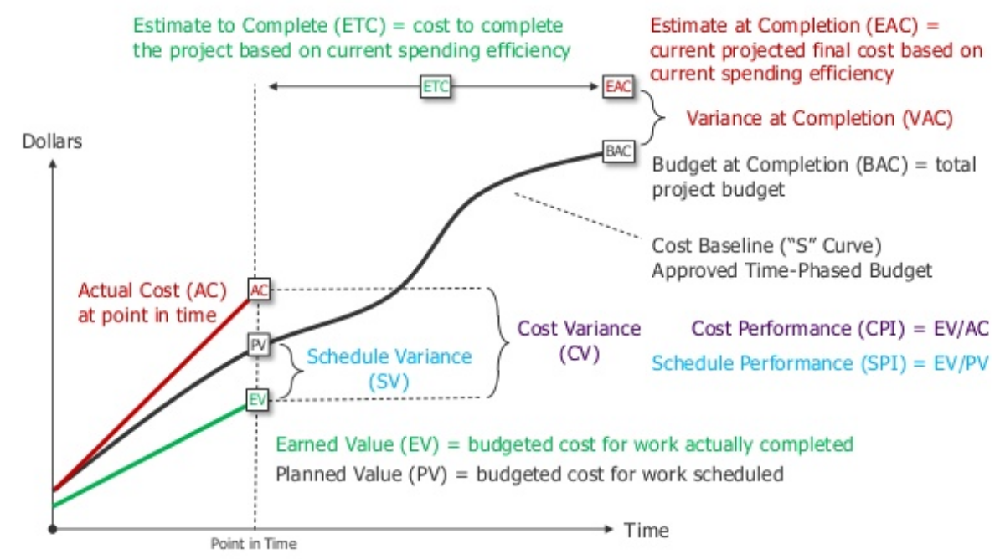 Estimate to Complete (ETC) = cost to complete
the project based on current spending efficiency
Estimate at Completion (EAC) =
current projected final cost based on
current spending efficiency
ETC
EAC
Variance at Completion (VAC)
Dollars
BAC
Budget at Completion (BAC) = total
project budget
Cost Baseline (“S” Curve)
Approved Time-Phased Budget
Actual Cost (AC)
at point in time
AC
PV
EV
Schedule Variance
(SV)
Cost Variance
(CV)
Cost Performance (CPI) = EV/AC
Schedule Performance (SPI) = EV/PV
Earned Value (EV) = budgeted cost for work actually completed
Planned Value (PV) = budgeted cost for work scheduled
Time
Point in Time